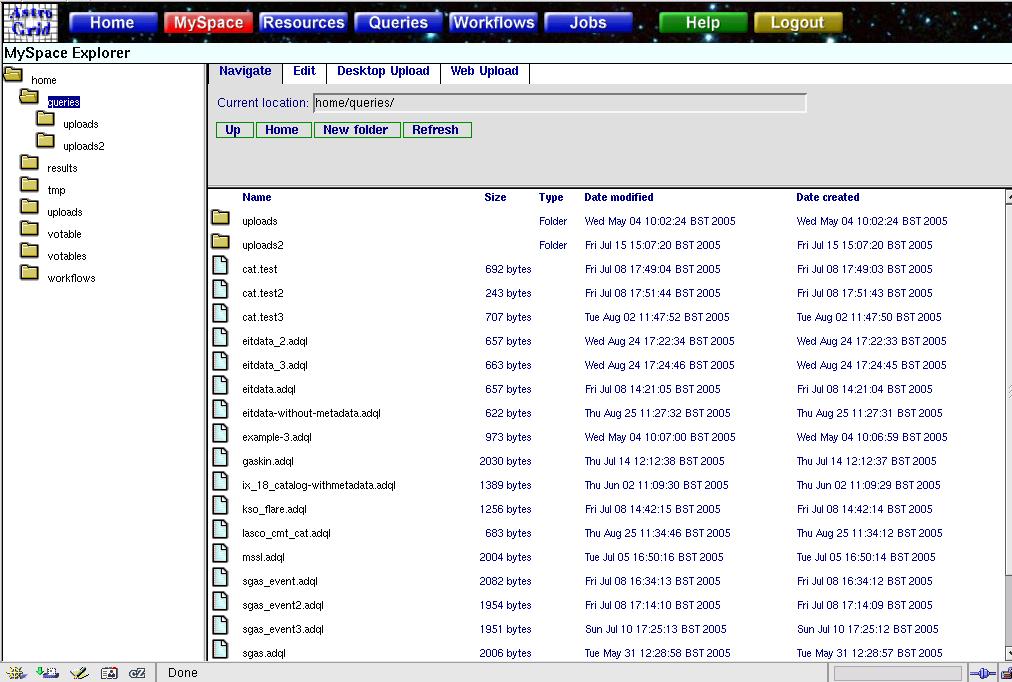 Astro Grid Home MySpace Resources Queries Workflows Jobs Help Logout
MySpace Explorer
home
queries
uploads
uploads2
results
tmp
uploads
votable
votables
workflows
Navigate Edit Desktop Upload Web Upload
Current location: home/queries/
Up Home New folder Refresh
Name Size Type Date modified Date created
uploads Folder Wed May 04 10:02:24 BST 2005 Wed May 04 10:02:24 BST 2005
uploads2 Folder Fri Jul 15 15:07:20 BST 2005 Fri Jul 15 15:07:20 BST 2005
cat.test 692 bytes Fri Jul 08 17:49:04 BST 2005 Fri Jul 08 17:49:03 BST 2005
cat.test2 243 bytes Fri Jul 08 17:51:44 BST 2005 Fri Jul 08 17:51:43 BST 2005
cat.test3 707 bytes Tue Aug 02 11:47:52 BST 2005 Tue Aug 02 11:47:50 BST 2005
eitdata_2.adql 657 bytes Wed Aug 24 17:22:34 BST 2005 Wed Aug 24 17:22:33 BST 2005
eitdata_3.adql 663 bytes Wed Aug 24 17:24:46 BST 2005 Wed Aug 24 17:24:45 BST 2005
eitdata.adql 657 bytes Fri Jul 08 14:21:05 BST 2005 Fri Jul 08 14:21:04 BST 2005
eitdata-without-metadata.adql 622 bytes Thu Aug 25 11:27:32 BST 2005 Thu Aug 25 11:27:31 BST 2005
example-3.adql 973 bytes Wed May 04 10:07:00 BST 2005 Wed May 04 10:06:59 BST 2005
gaskin.adql 2030 bytes Thu Jul 14 12:12:38 BST 2005 Thu Jul 14 12:12:37 BST 2005
ix_18_catalog-withmetadata.adql 1389 bytes Thu Jun 02 11:09:30 BST 2005 Thu Jun 02 11:09:29 BST 2005
kso_flare.adql 1256 bytes Fri Jul 08 14:42:15 BST 2005 Fri Jul 08 14:42:14 BST 2005
lasco_cmt_cat.adql 683 bytes Thu Aug 25 11:34:46 BST 2005 Thu Aug 25 11:34:12 BST 2005
mssl.adql 2004 bytes Tue Jul 05 16:50:16 BST 2005 Tue Jul 05 16:50:14 BST 2005
sgas_event.adql 2082 bytes Fri Jul 08 16:34:13 BST 2005 Fri Jul 08 16:34:12 BST 2005
sgas_event2.adql 1954 bytes Fri Jul 08 17:14:10 BST 2005 Fri Jul 08 17:14:09 BST 2005
sgas_event3.adql 1951 bytes Sun Jul 10 17:25:13 BST 2005 Sun Jul 10 17:25:12 BST 2005
sgas.adql 2006 bytes Tue May 31 12:28:58 BST 2005 Tue May 31 12:28:57 BST 2005
Done